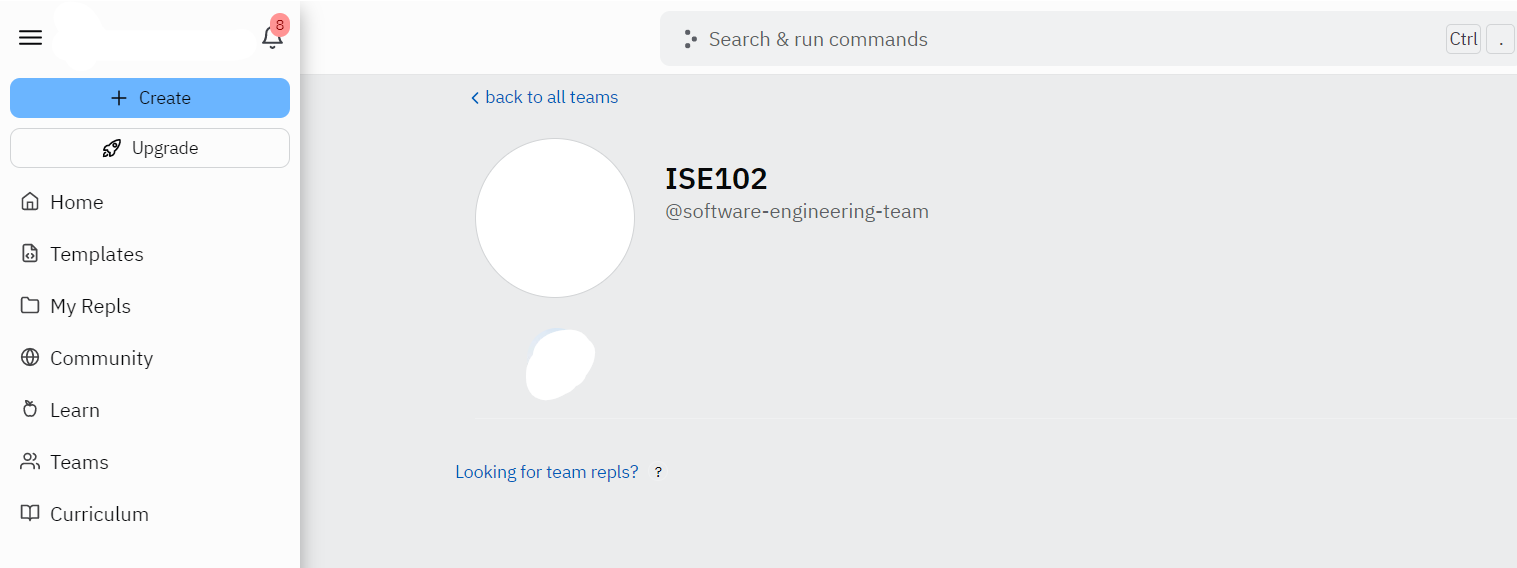 8
Search & run commands
Ctrl .
Create
Upgrade
Home
Templates
My Repls
Community
Learn
Teams
Curriculum
back to all teams
ISE102
@software-engineering-team
Looking for team repls? ?